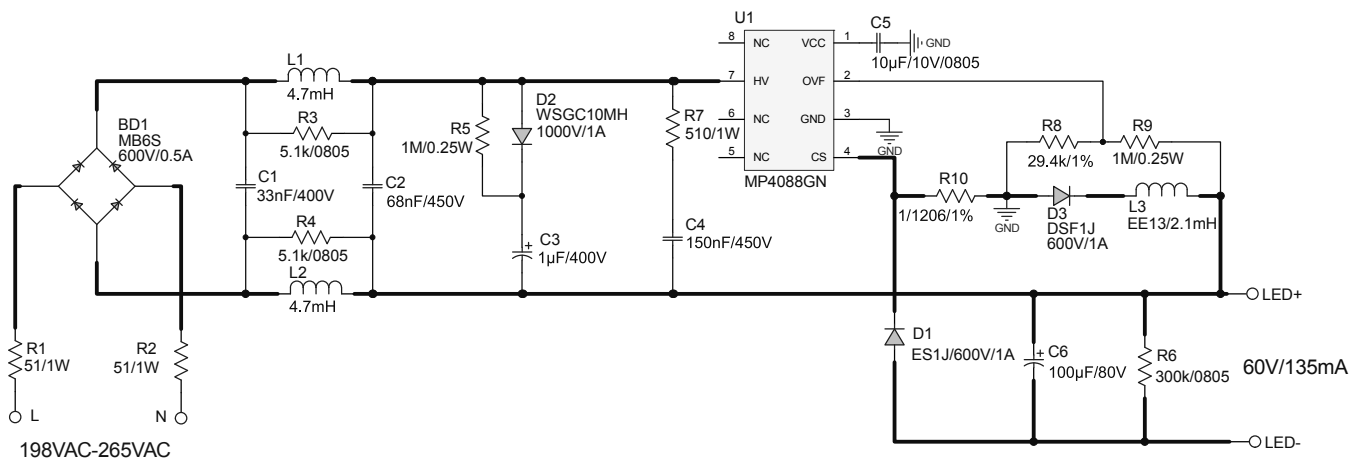 U1
8 NC
VCC 1
C5
GND
10µF/10V/0805
7 HV
OVF 2
6 NC
GND 3
GND
5 NC
CS 4
MP4088GN
L1
4.7mH
R3
5.1k/0805
BD1
MB6S
600V/0.5A
C1
33nF/400V
C2
68nF/450V
R4
5.1k/0805
L2
4.7mH
R5
1M/0.25W
D2
WSGC10MH
1000V/1A
C3
+
1µF/400V
R7
510/1W
C4
150nF/450V
R8
29.4k/1%
R9
1M/0.25W
R10
1/1206/1%
GND
D3
DSF1J
600V/1A
L3
EE13/2.1mH
LED+
D1
ES1J/600V/1A
+
C6
100µF/80V
R6
300k/0805
60V/135mA
LED-
R1
51/1W
R2
51/1W
L
N
198VAC-265VAC